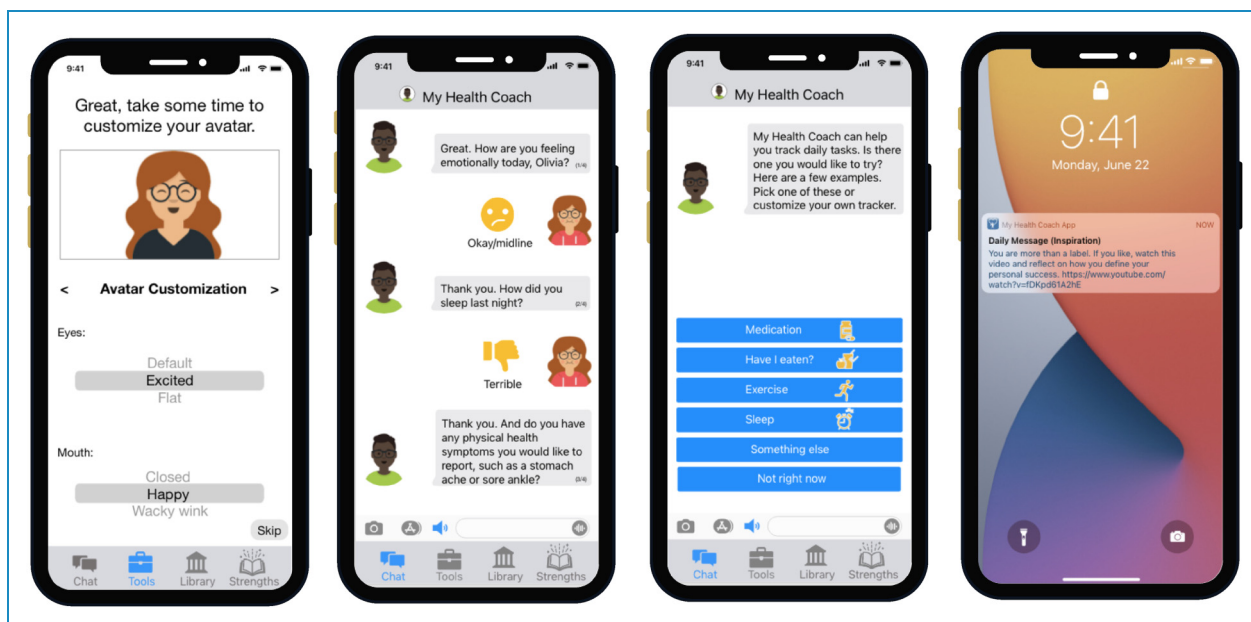 9:41
Great, take some time to
customize your avatar.
<
Avatar Customization
>
Eyes:
Default
Excited
Flat
Mouth:
Closed
Happy
Wacky wink
Skip
Chat
Tools
Library
Strengths
9:41
My Health Coach
Great. How are you feeling
emotionally today, Olivia? (1/4)
Okay/midline
Thank you. How did you
sleep last night? (2/4)
Terrible
Thank you. And do you have
any physical health
symptoms you would like to
report, such as a stomach
ache or sore ankle? (3/4)
Chat
Tools
Library
Strengths
9:41
My Health Coach
My Health Coach can help
you track daily tasks. Is there
one you would like to try?
Here are a few examples.
Pick one of these or
customize your own tracker.
Medication
Have I eaten?
Exercise
Sleep
Something else
Not right now
Chat
Tools
Library
Strengths
9:41
Monday, June 22
My Health Coach App
NOW
Daily Message (Inspiration)
You are more than a label. If you like, watch this
video and reflect on how you define your
personal success. https://www.youtube.com/
watch?v=fDKpd61A2hE